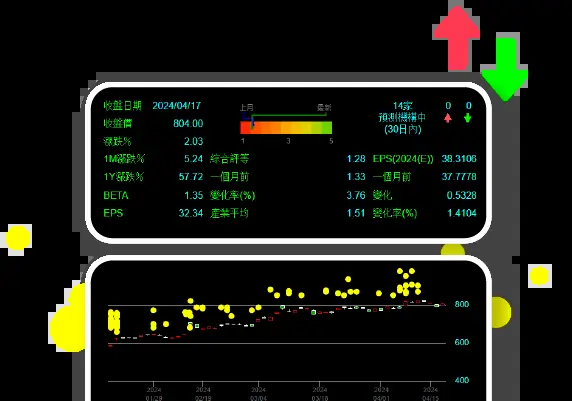 收盤日期 2024/04/17
收盤價 804.00
漲跌% 2.03
1M漲跌% 5.24
1Y漲跌% 57.72
BETA 1.35
EPS 32.34
上月 最新
1 3 5
綜合評等 1.28
一個月前 1.33
變化率(%) 3.76
產業平均 1.51
14家 0 0
預測機構中
(30日內)
EPS(2024(E)) 38.3106
一個月前 37.7778
變化 0.5328
變化率(%) 1.4104
800
600
400
2024 2024 2024 2024 2024 2024
01/29 02/19 03/04 03/18 04/01 04/15